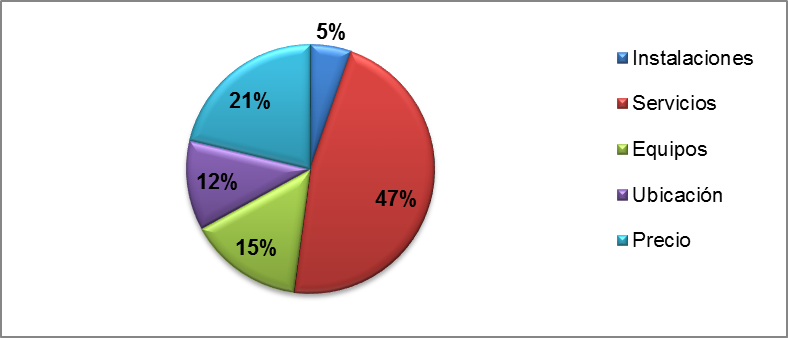 5%
47%
15%
12%
21%
Instalaciones
Servicios
Equipos
Ubicación
Precio